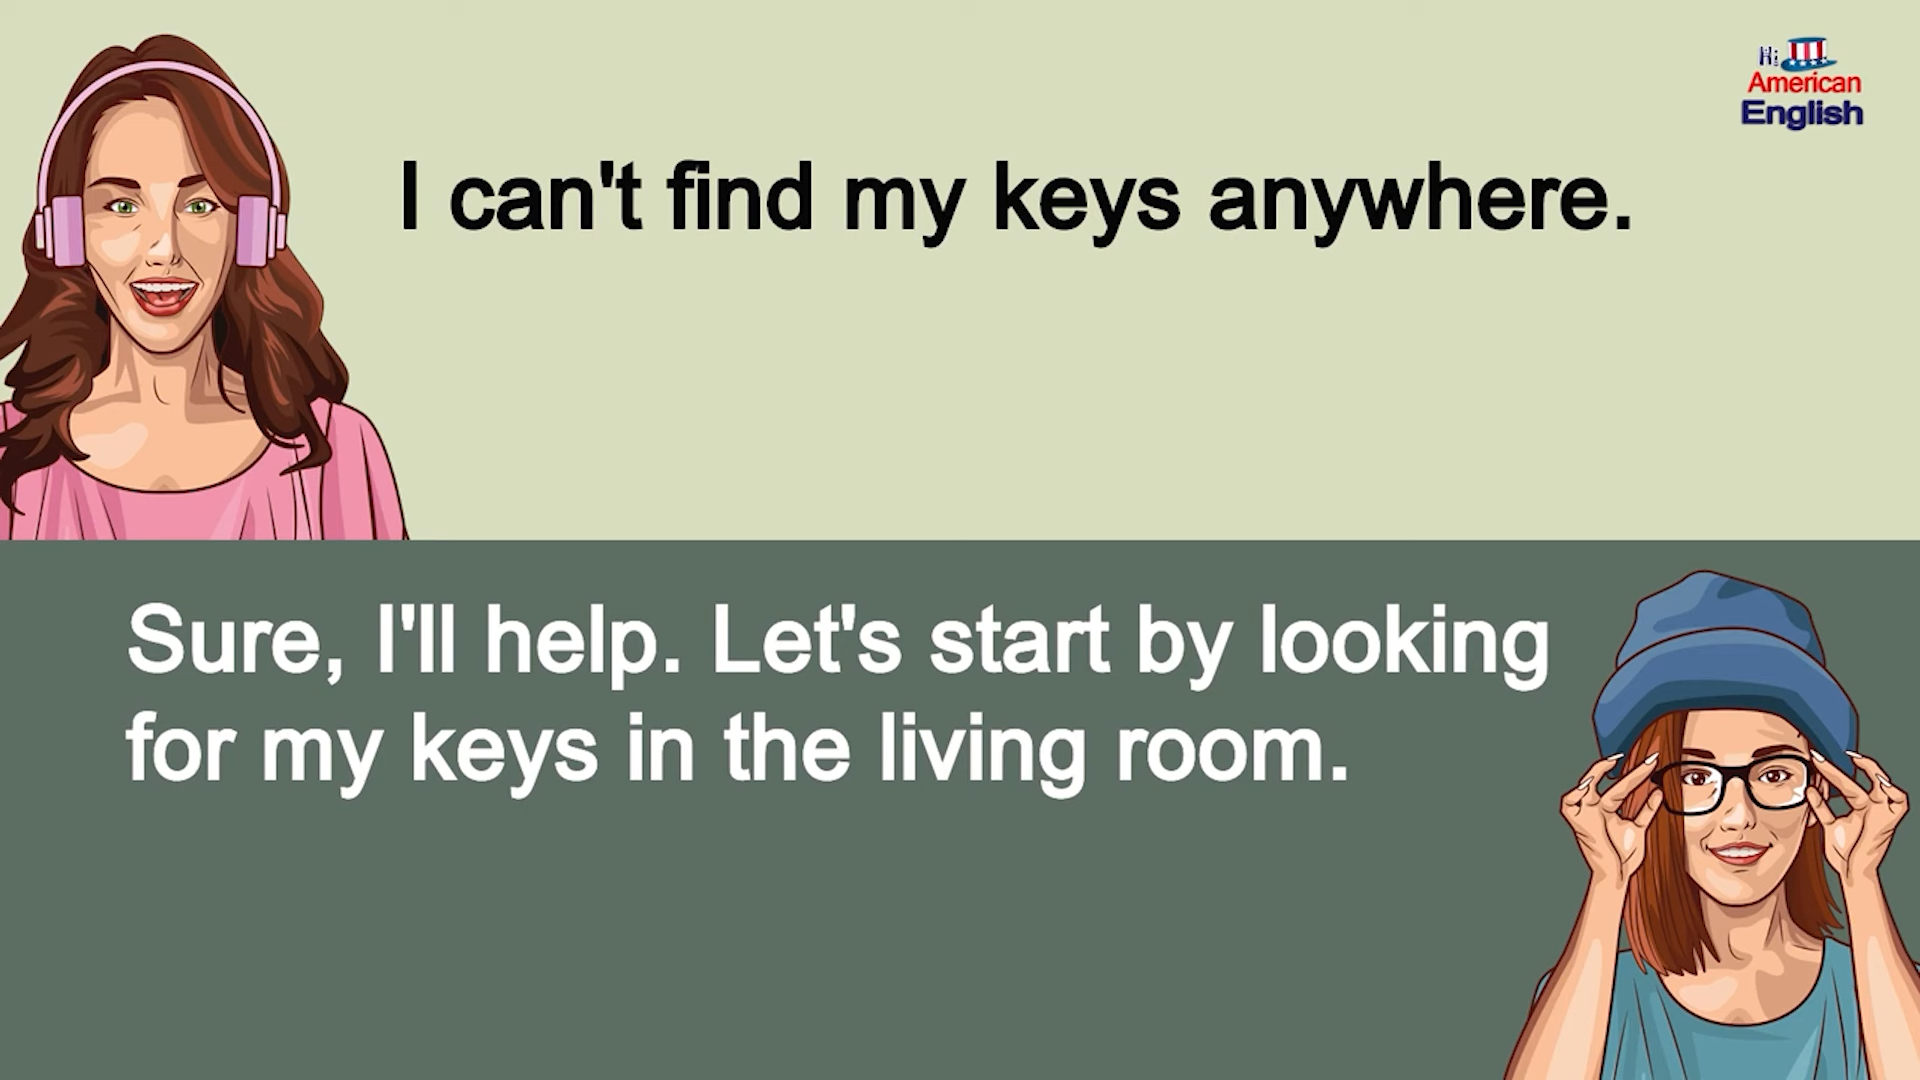 Hi
American
English
I can't find my keys anywhere.
Sure, I'll help. Let's start by looking
for my keys in the living room.